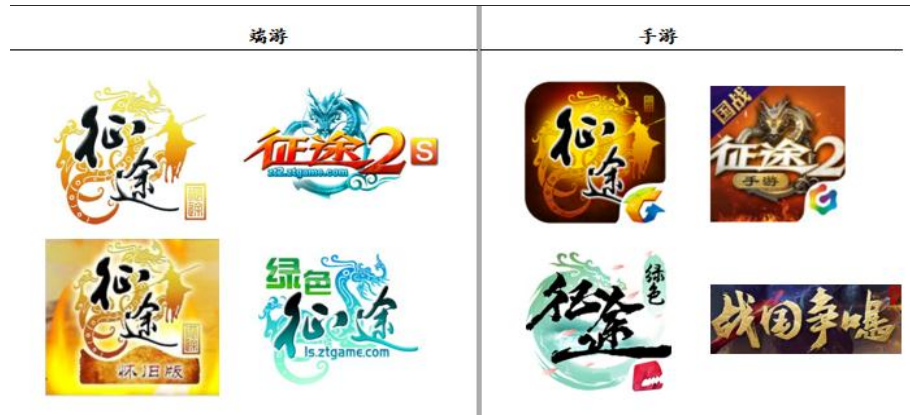 端游
手游
征途
征途2S
zt2.ztgame.com
征途
国战
征途2
手游
征途
怀旧版
绿色
征途
ls.ztgame.com
绿色
征途
战国争鸣